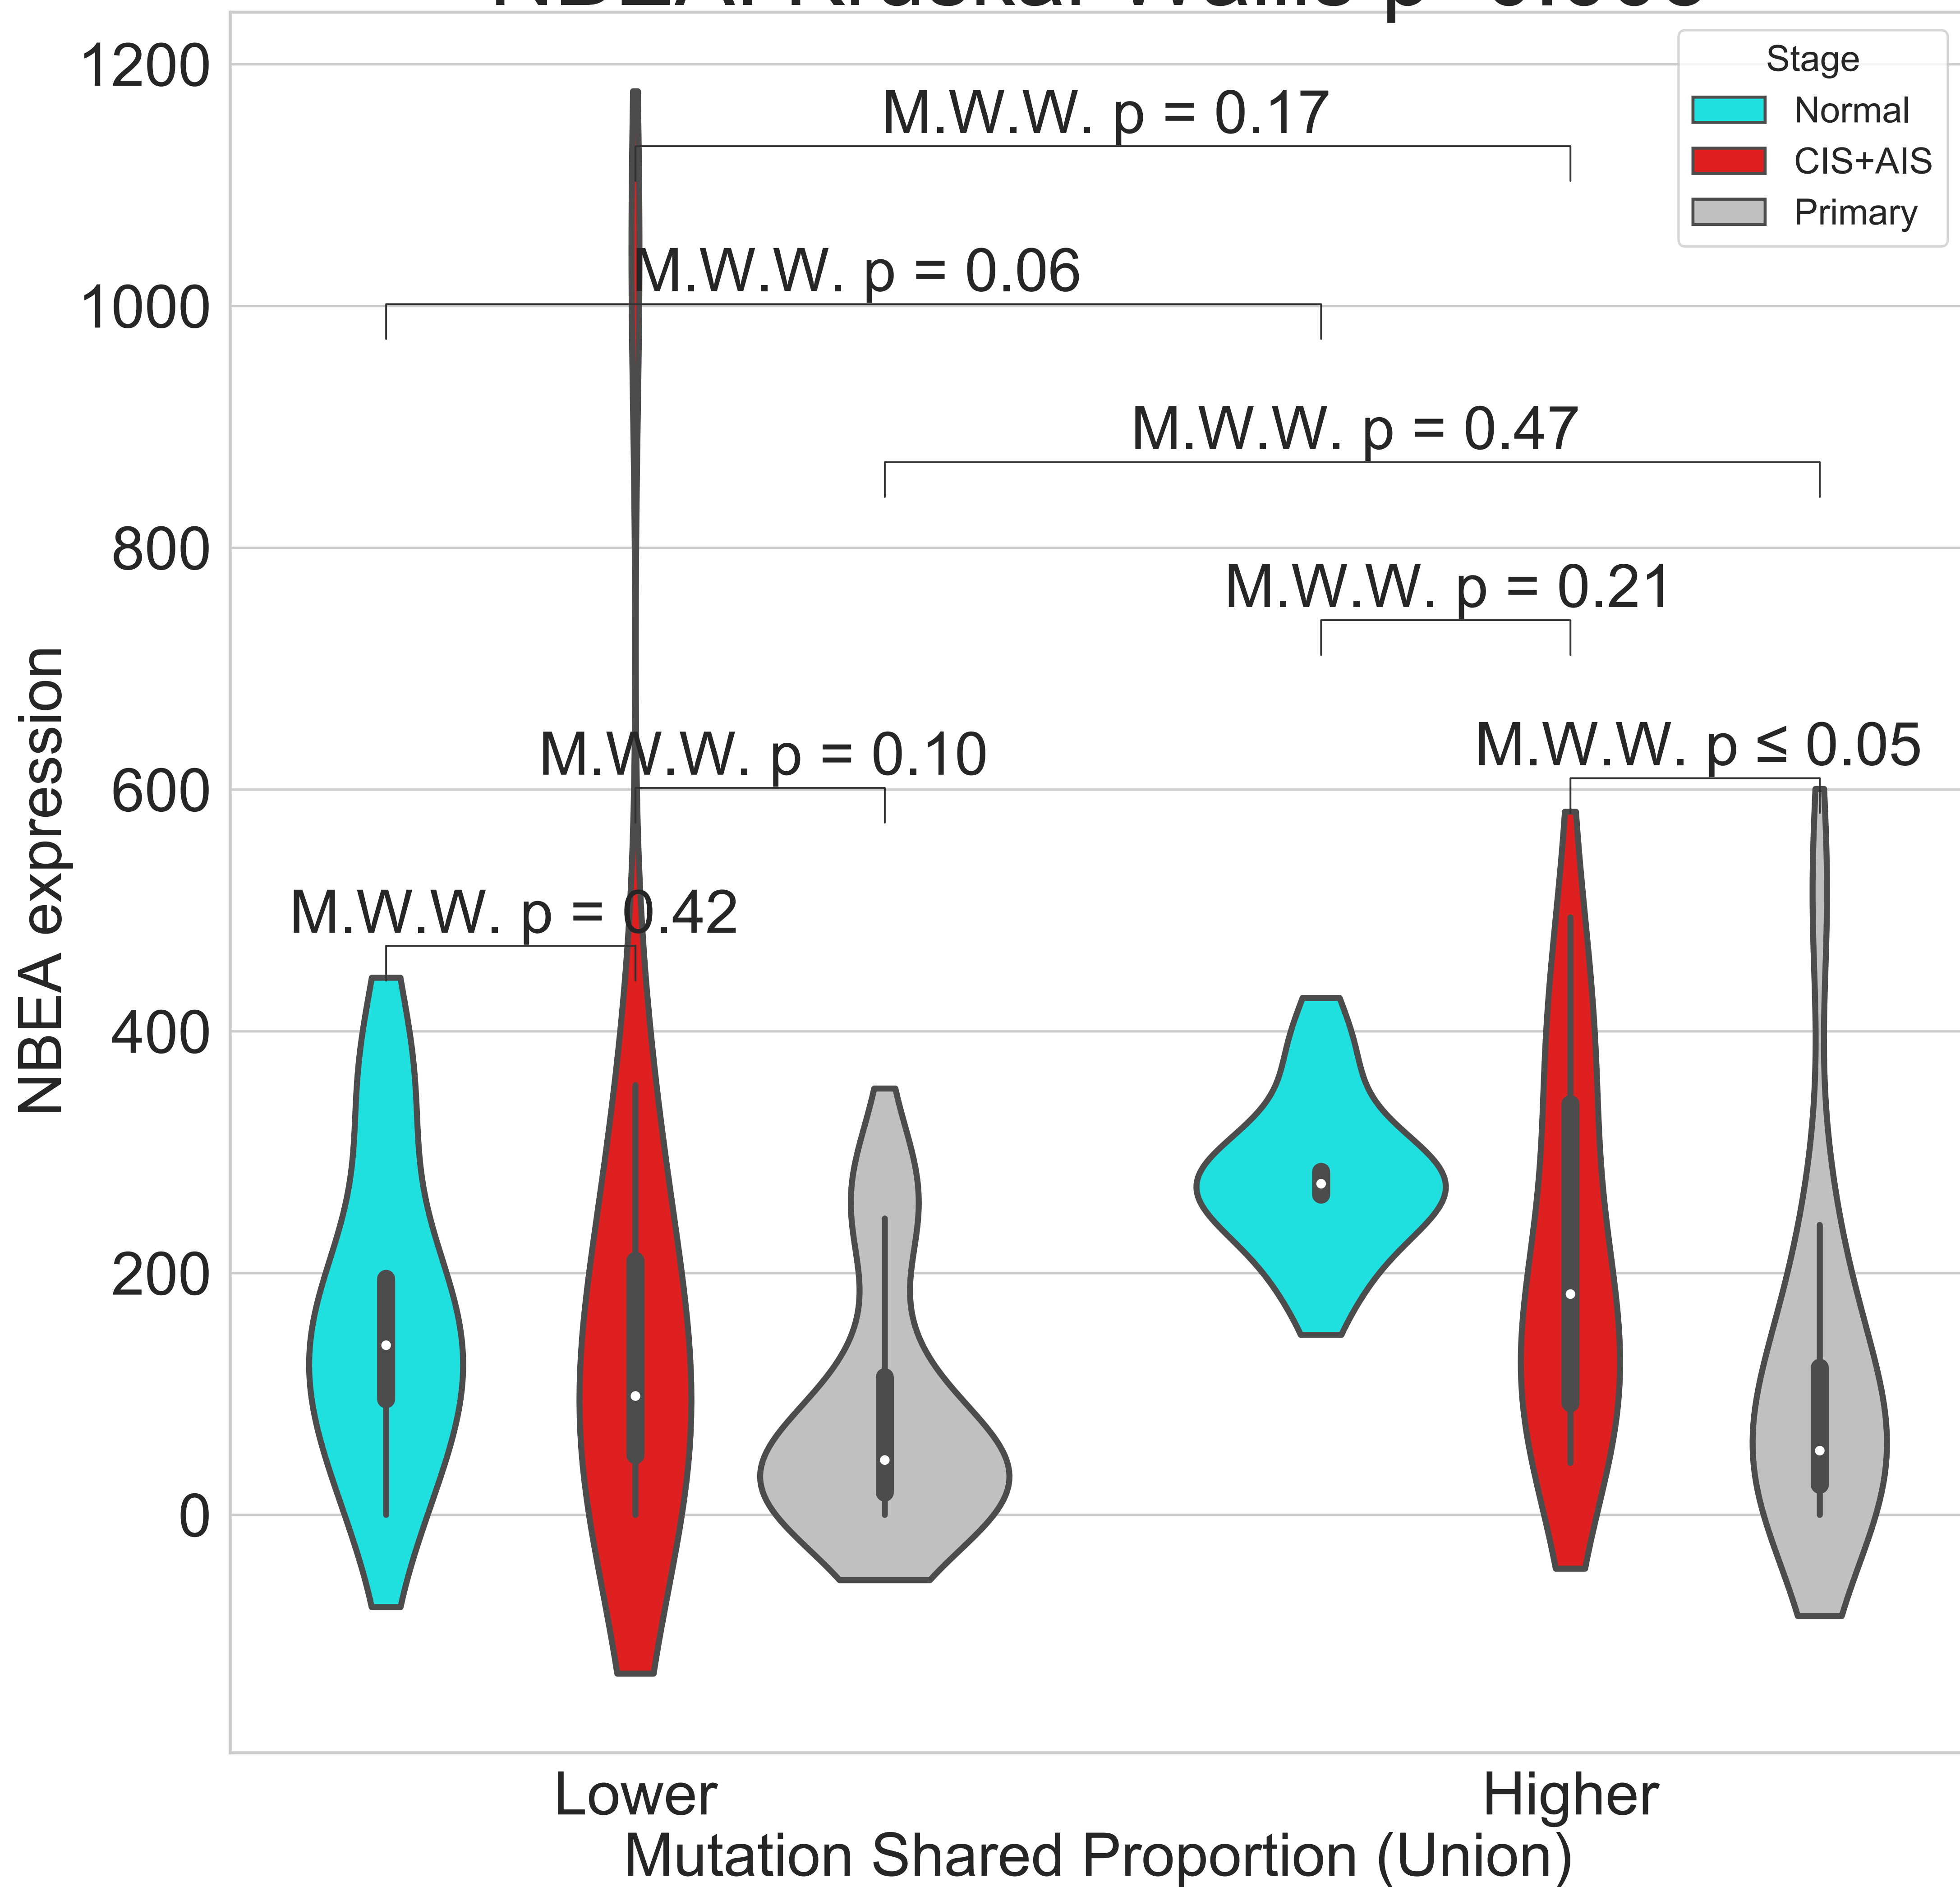 1200
1000
800
600
400
200
0
NBEA expression
Stage
Normal
CIS+AIS
Primary
M.W.W. p = 0.17
M.W.W. p = 0.06
M.W.W. p = 0.47
M.W.W. p = 0.21
M.W.W. p = 0.10
M.W.W. p ≤ 0.05
M.W.W. p = 0.42
Lower
Higher
Mutation Shared Proportion (Union)